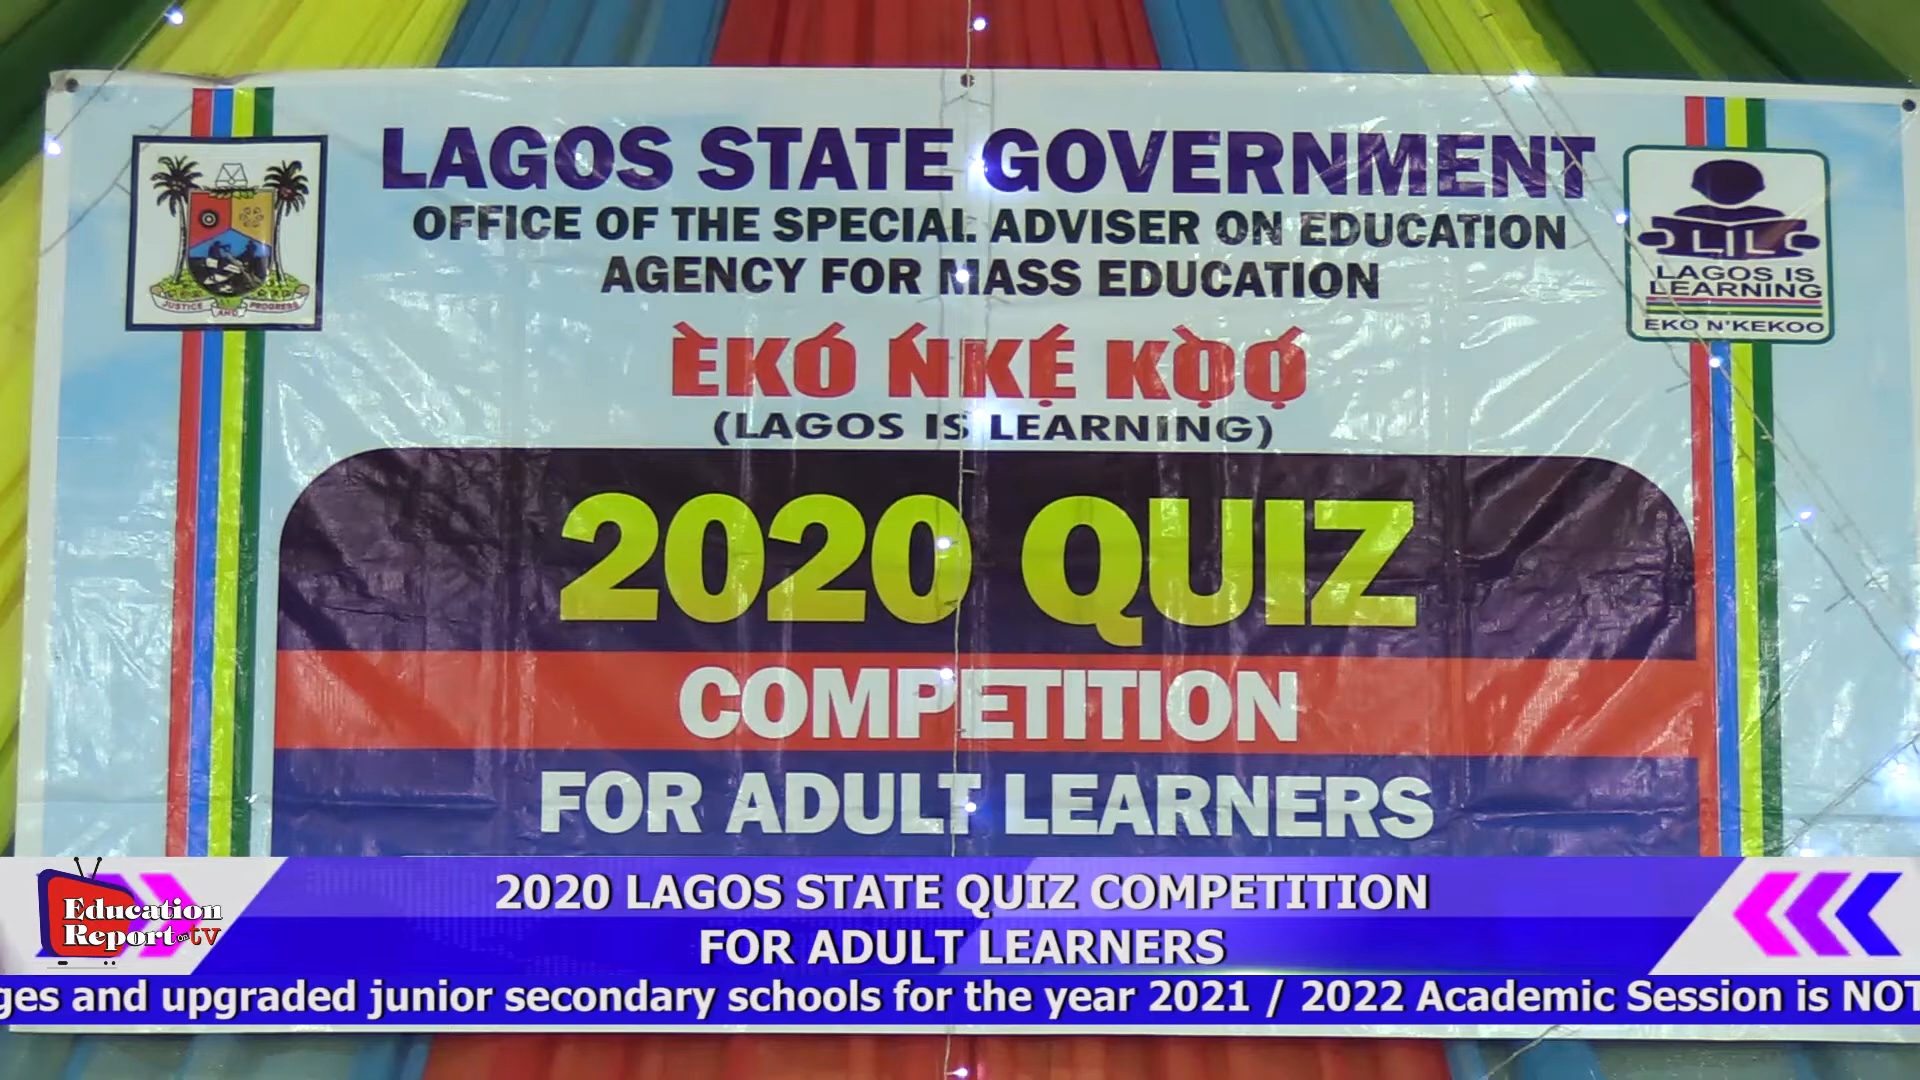 LAGOS STATE GOVERNMENT
OFFICE OF THE SPECIAL ADVISER ON EDUCATION
AGENCY FOR MASS EDUCATION
ÈKÓ ŃKẸ́ KỌ̀Ọ́
(LAGOS IS LEARNING)
JUSTICE AND PROGRESS
LIL
LAGOS IS
LEARNING
EKO N'KEKOO
2020 QUIZ
COMPETITION
FOR ADULT LEARNERS
Education
Report on tv
2020 LAGOS STATE QUIZ COMPETITION
FOR ADULT LEARNERS
ges and upgraded junior secondary schools for the year 2021 / 2022 Academic Session is NOT